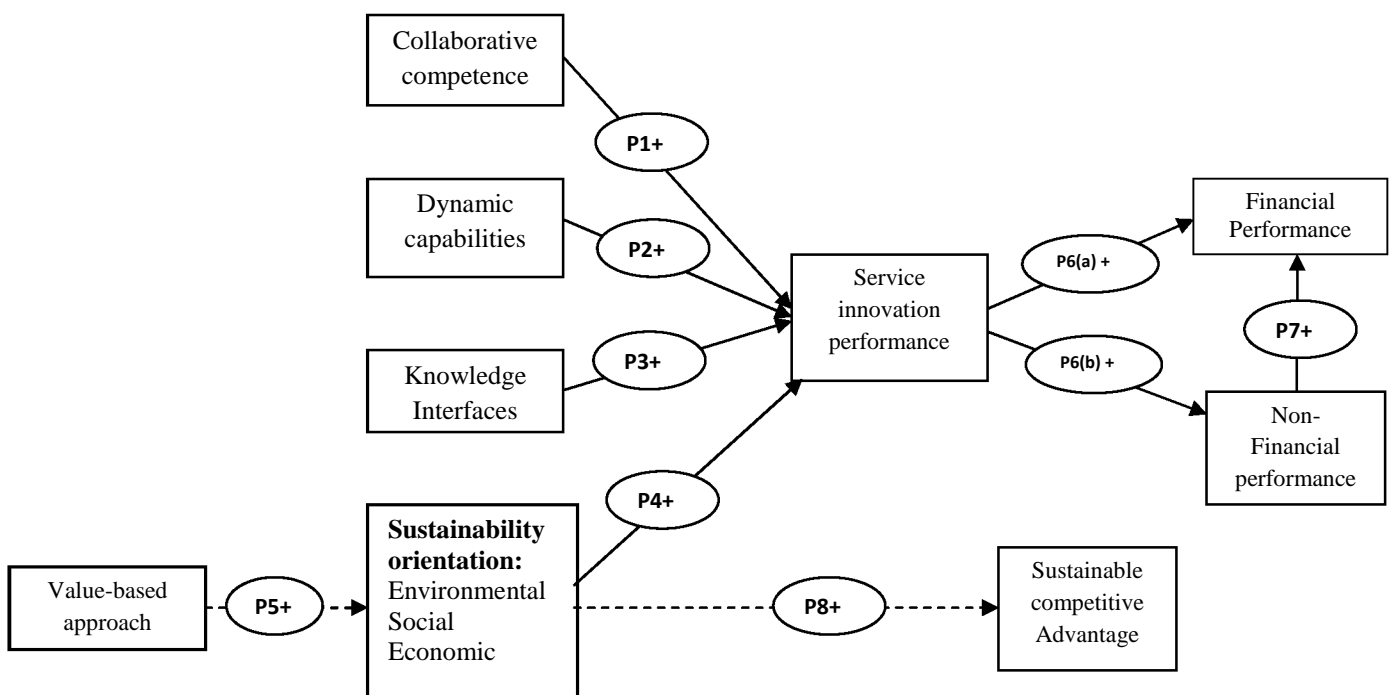 Collaborative
competence
P1+
Dynamic
capabilities
P2+
Knowledge
Interfaces
P3+
Service
innovation
performance
P6(a) +
P6(b) +
Financial
Performance
P7+
Non-
Financial
performance
P4+
Value-based
approach
P5+
Sustainability
orientation:
Environmental
Social
Economic
P8+
Sustainable
competitive
Advantage